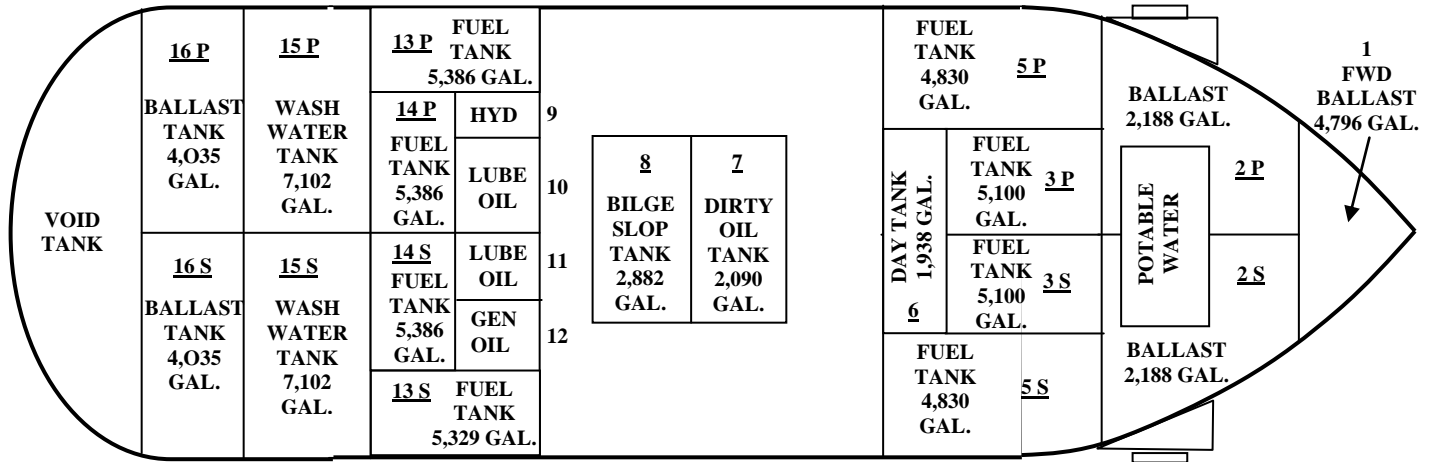 16 P
BALLAST
TANK
4,O35
GAL.
15 P
WASH
WATER
TANK
7,102
GAL.
13 P
FUEL
TANK
5,386 GAL.
14 P
FUEL
TANK
5,386
GAL.
HYD
9
LUBE
OIL
10
VOID
TANK
16 S
BALLAST
TANK
4,O35
GAL.
15 S
WASH
WATER
TANK
7,102
GAL.
14 S
FUEL
TANK
5,386
GAL.
LUBE
OIL
11
GEN
OIL
12
13 S
FUEL
TANK
5,329 GAL.
8
BILGE
SLOP
TANK
2,882
GAL.
7
DIRTY
OIL
TANK
2,090
GAL.
FUEL
TANK
4,830
GAL.
5 P
DAY TANK
1,938 GAL.
6
FUEL
TANK
5,100
GAL.
3 P
FUEL
TANK
5,100
GAL.
3 S
FUEL
TANK
4,830
GAL.
5 S
BALLAST
2,188 GAL.
2 P
POTABLE
WATER
2 S
BALLAST
2,188 GAL.
1
FWD
BALLAST
4,796 GAL.